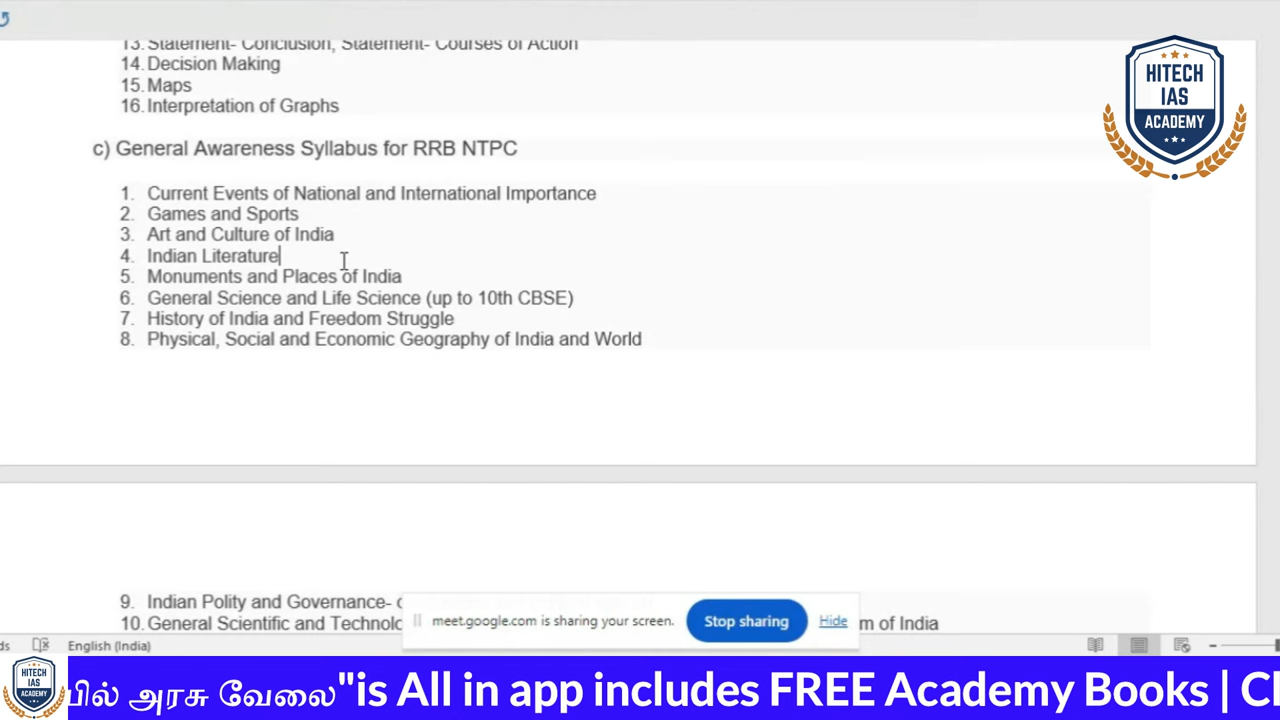 13. Statement- Conclusion, Statement- Courses of Action
14. Decision Making
15. Maps
16. Interpretation of Graphs
HITECH
IAS
ACADEMY
c) General Awareness Syllabus for RRB NTPC
1. Current Events of National and International Importance
2. Games and Sports
3. Art and Culture of India
4. Indian Literature
5. Monuments and Places of India
6. General Science and Life Science (up to 10th CBSE)
7. History of India and Freedom Struggle
8. Physical, Social and Economic Geography of India and World
9. Indian Polity and Governance-
10. General Scientific and Technolo m of India
meet.google.com is sharing your screen. Stop sharing Hide
ds English (India)
HITECH
IAS
ACADEMY
யில் அரசு வேலை"is All in app includes FREE Academy Books | Cl